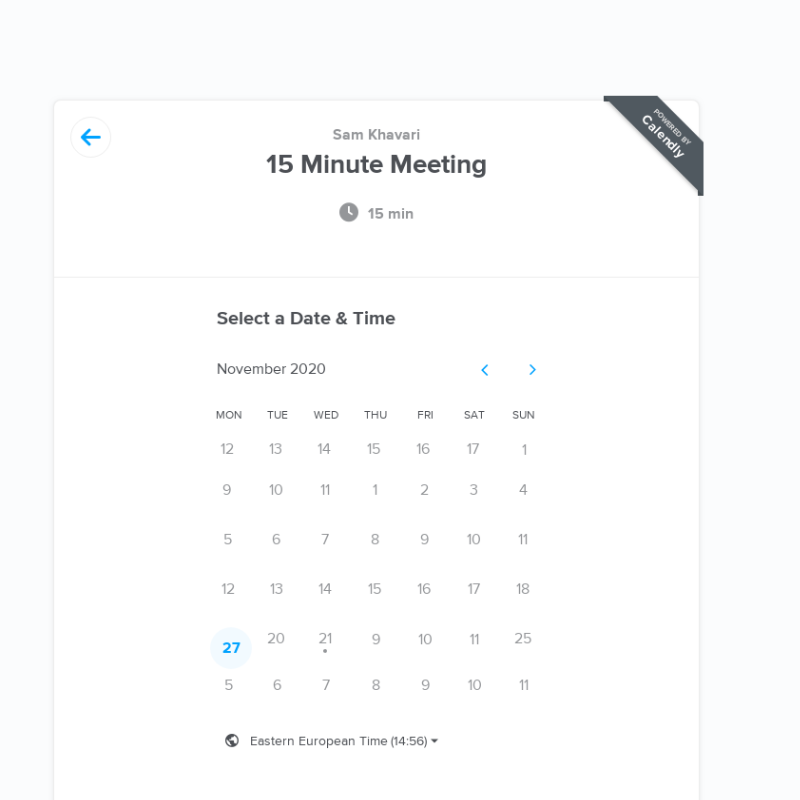 POWERED BY
Calendly
Sam Khavari
15 Minute Meeting
15 min
Select a Date & Time
November 2020
MON TUE WED THU FRI SAT SUN
12 13 14 15 16 17 1
9 10 11 1 2 3 4
5 6 7 8 9 10 11
12 13 14 15 16 17 18
27 20 21 9 10 11 25
5 6 7 8 9 10 11
Eastern European Time (14:56)